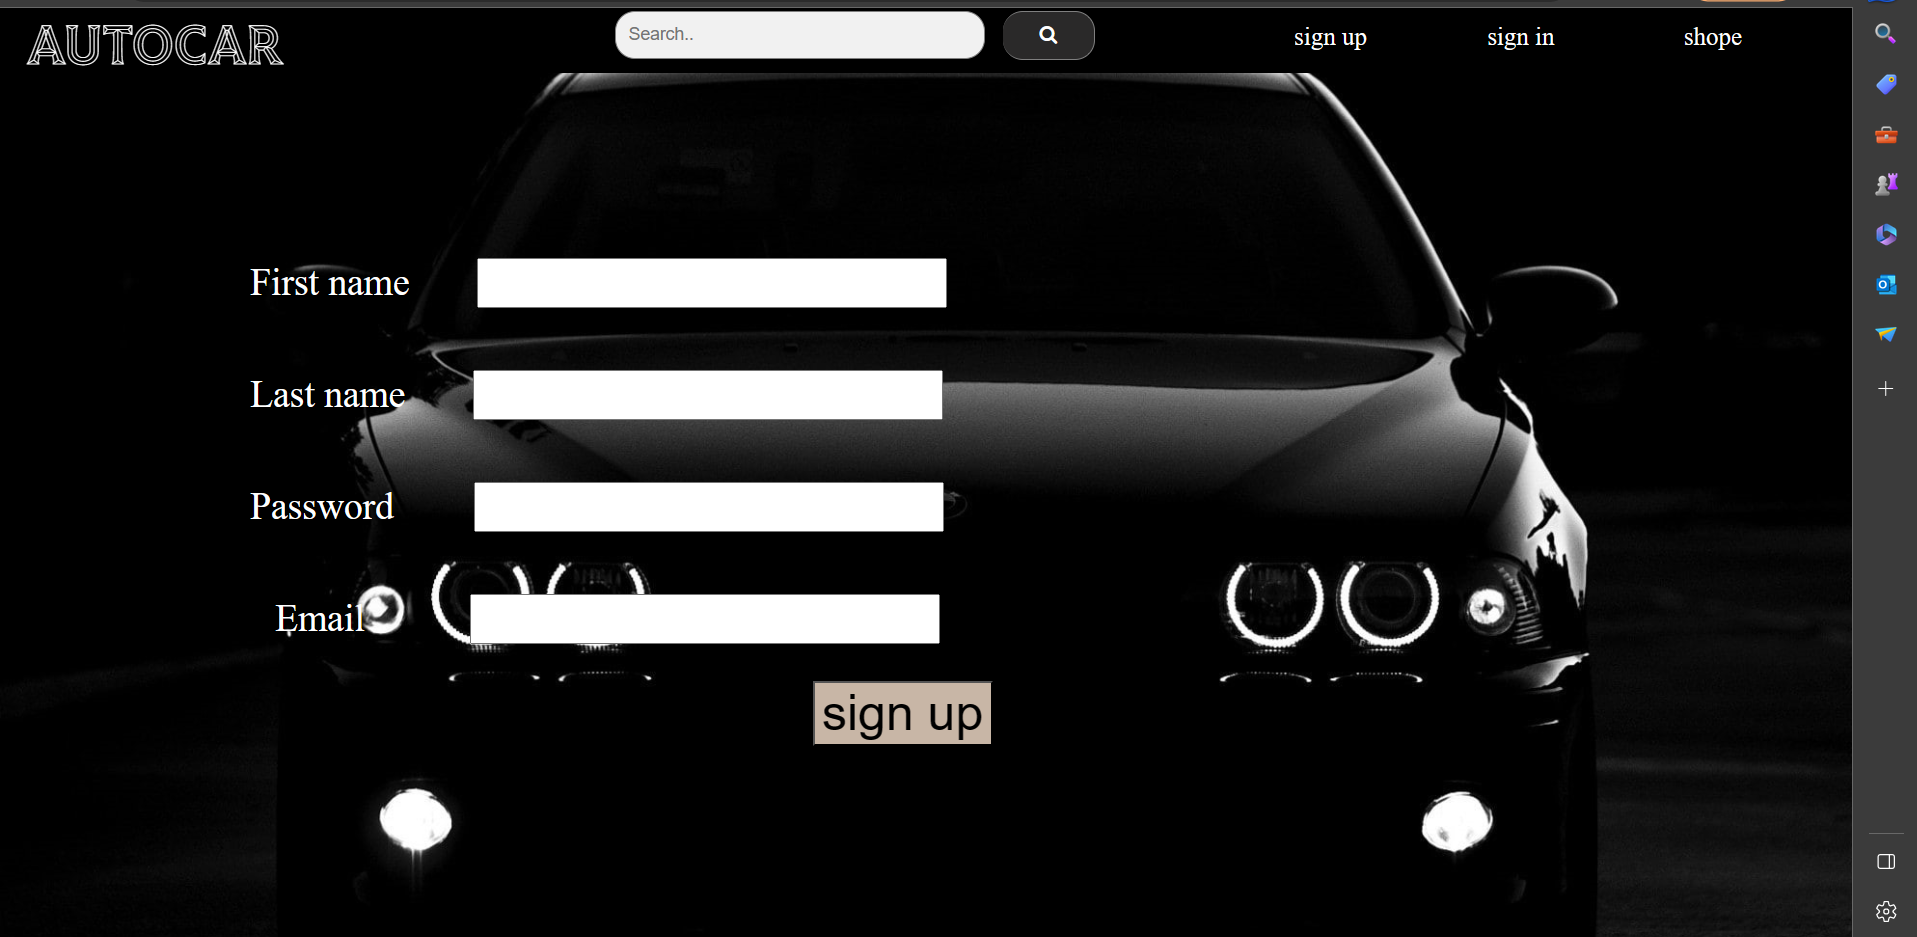 AUTOCAR
Search..
sign up
sign in
shope
First name
Last name
Password
Email
sign up